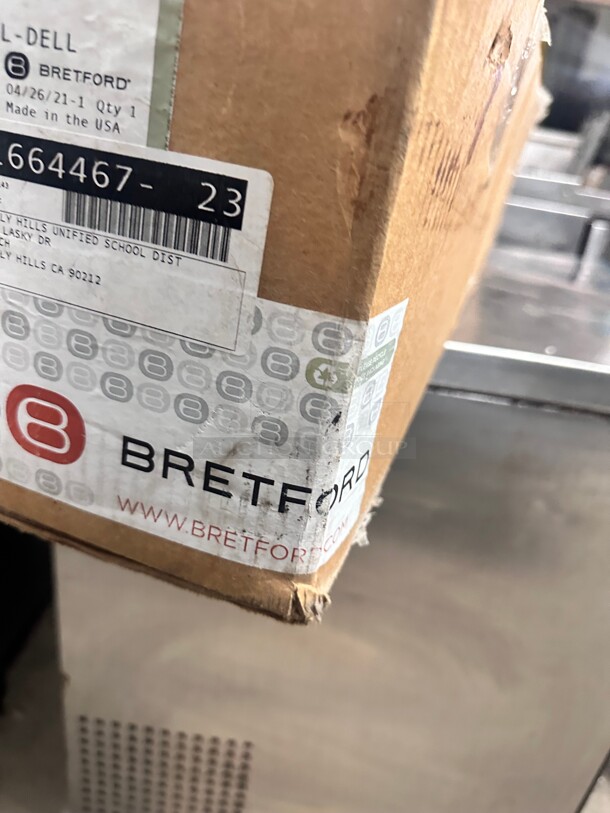 L-DELL
BRETFORD
04/26/21-1 Qty 1
Made in the USA
664467- 23
LY HILLS UNIFIED SCHOOL DIST
LASKY DR
CH
LY HILLS CA 90212
BRETFORD
WWW.BRETFORD.COM